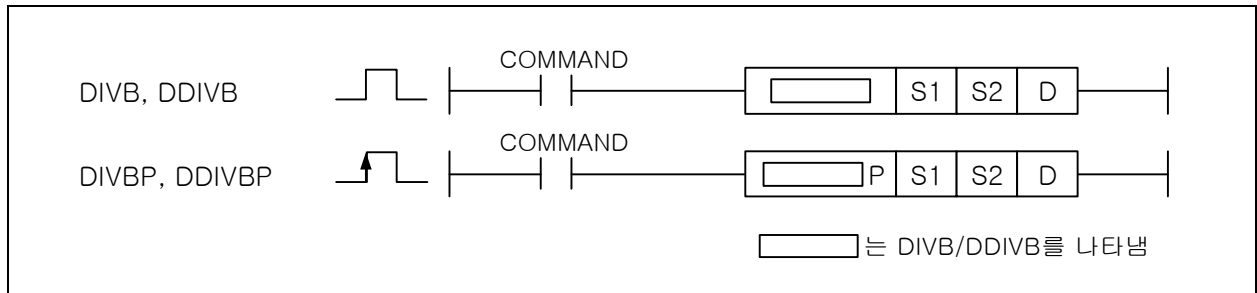 COMMAND
DIVB, DDIVB S1 S2 D
COMMAND
DIVBP, DDIVBP P S1 S2 D
는 DIVB/DDIVB를 나타냄